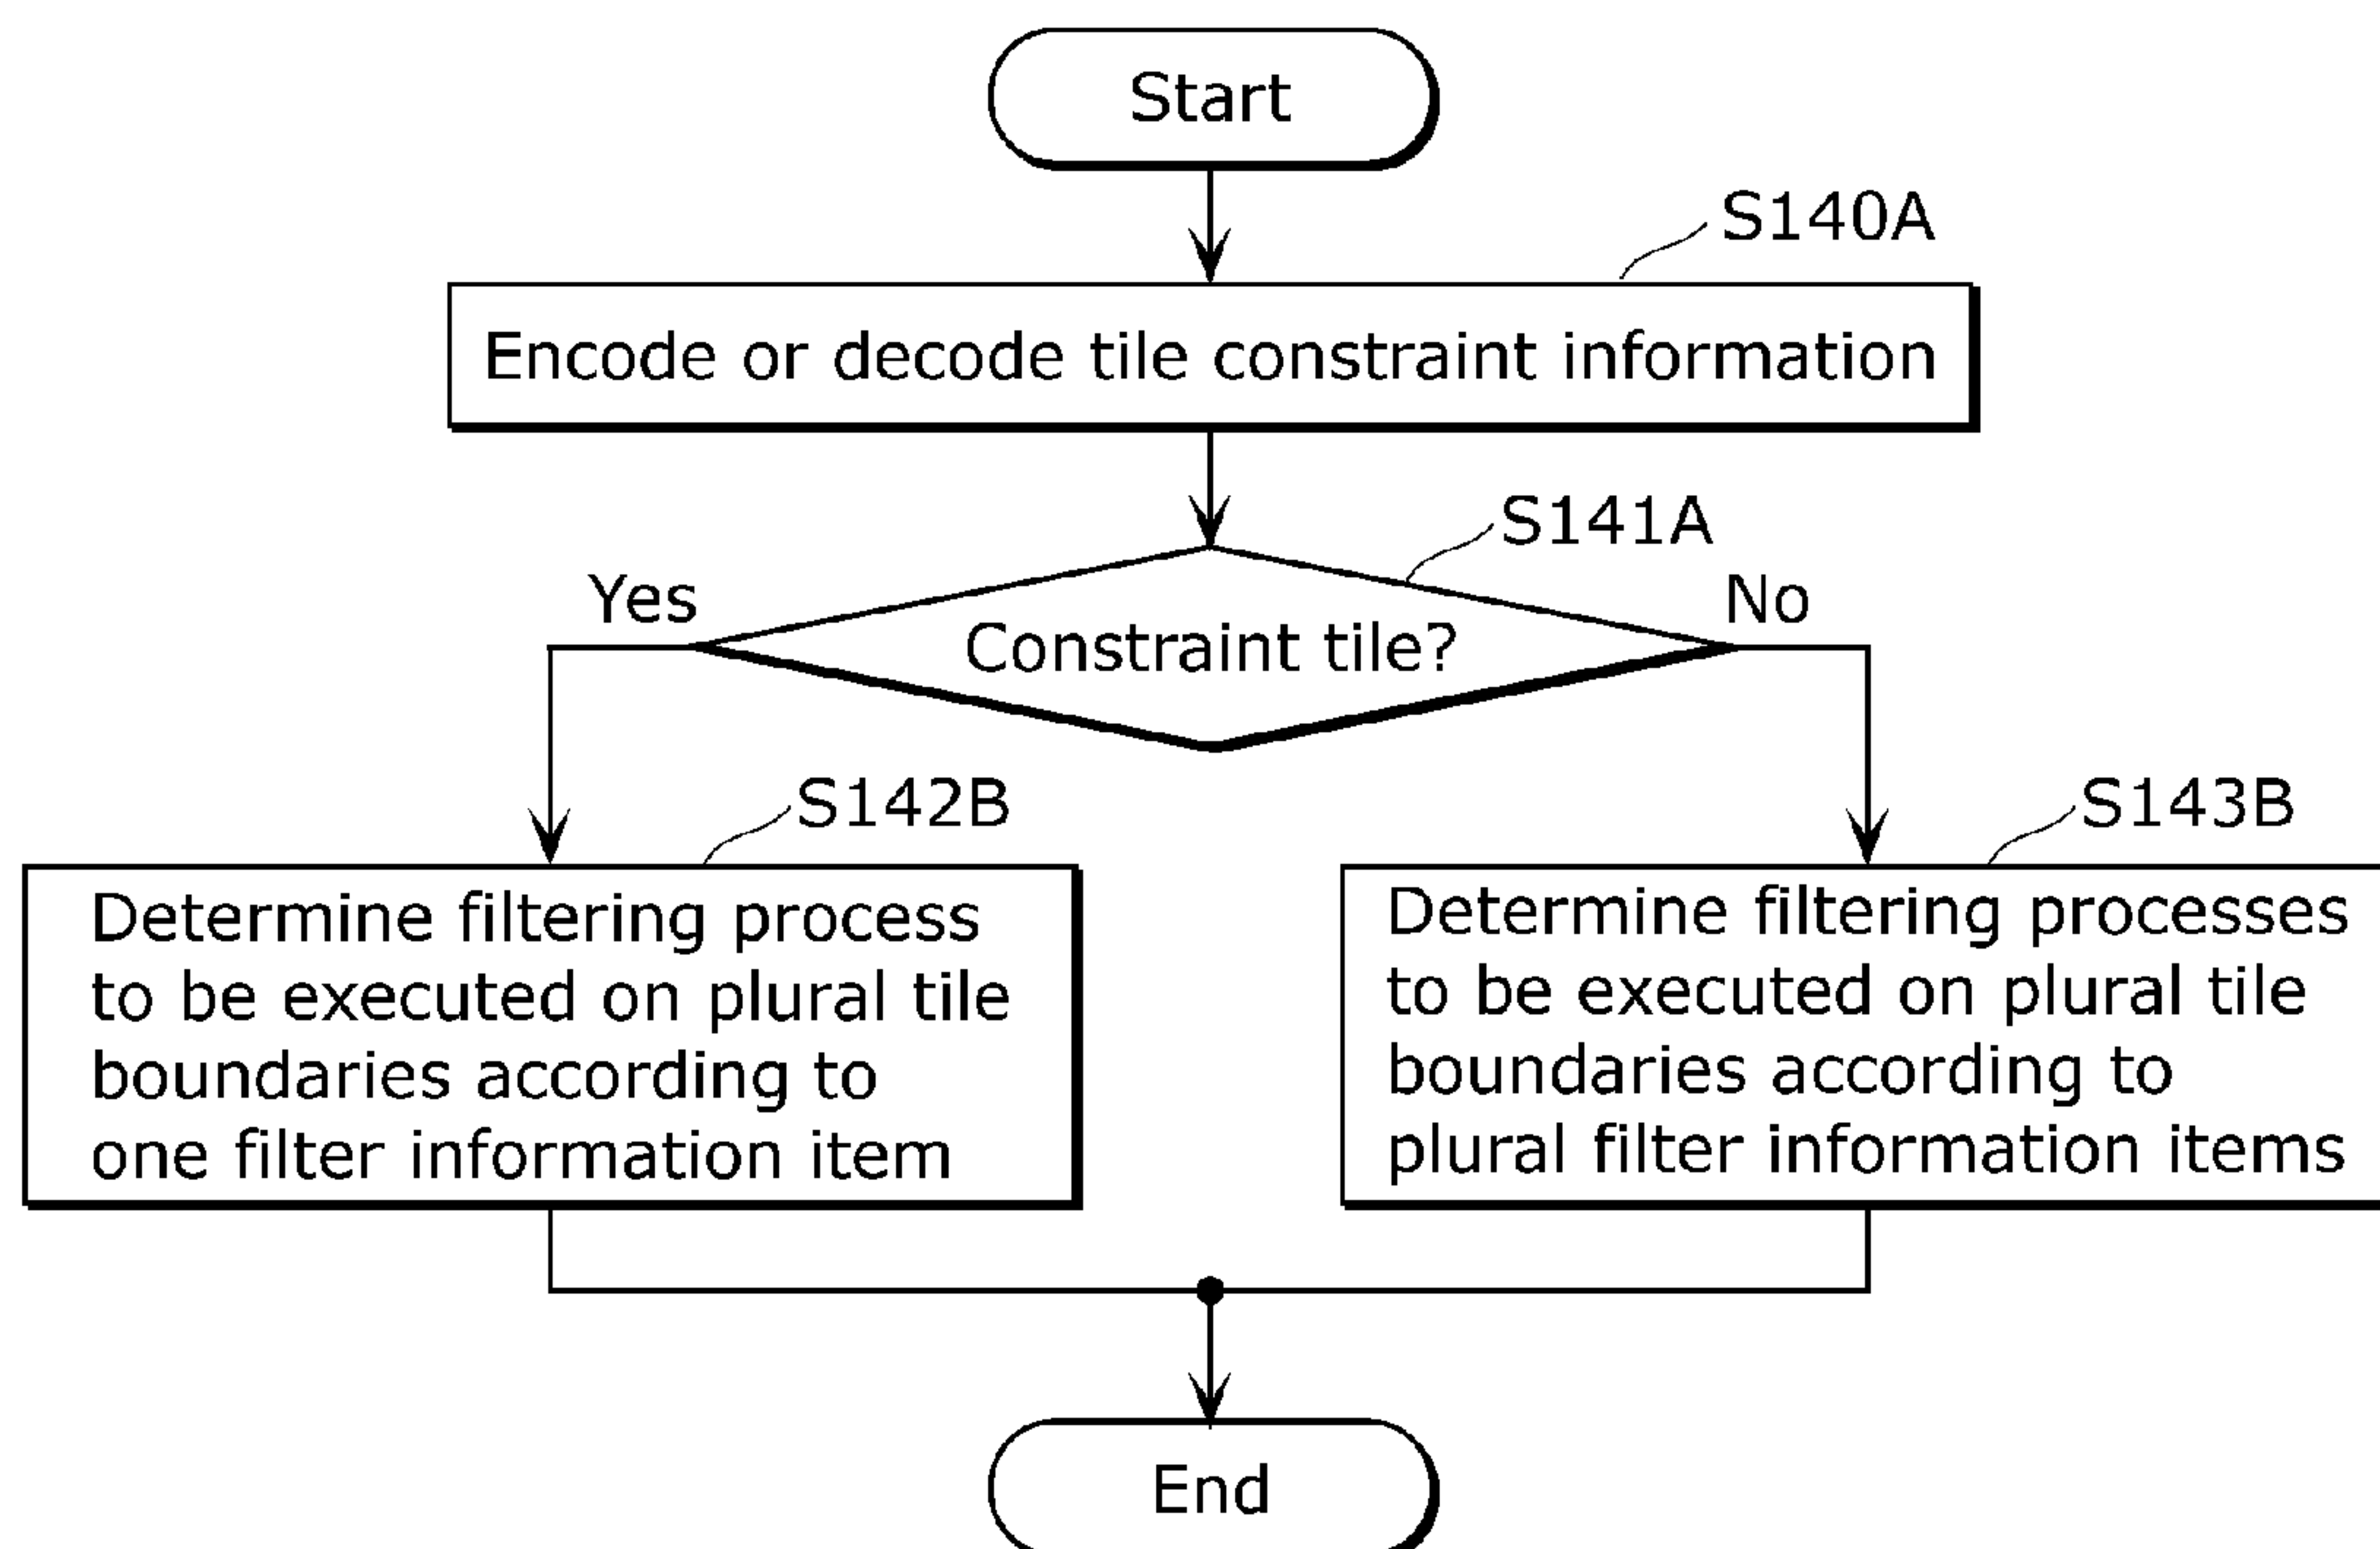 Start
S140A
Encode or decode tile constraint information
S141A
Yes
No
Constraint tile?
S142B
Determine filtering process
to be executed on plural tile
boundaries according to
one filter information item
S143B
Determine filtering processes
to be executed on plural tile
boundaries according to
plural filter information items
End